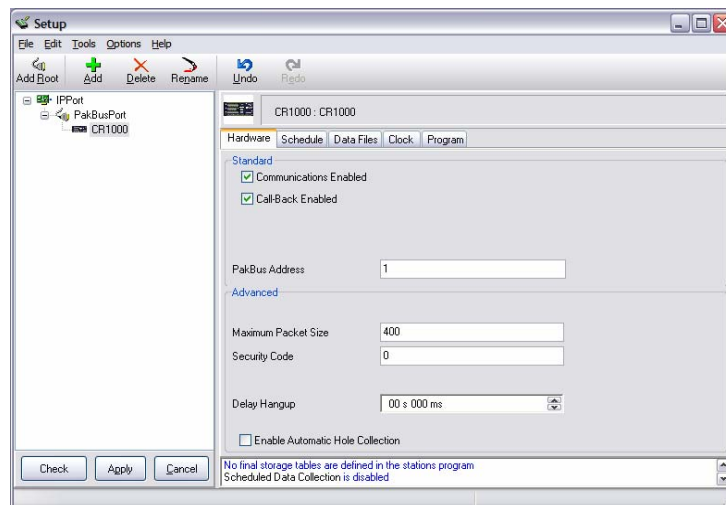 Setup
File Edit Tools Options Help
Add Root Add Delete Rename Undo Redo
IPPort
PakBusPort
CR1000
CR1000 : CR1000
Hardware Schedule Data Files Clock Program
Standard
Communications Enabled
Call-Back Enabled
PakBus Address 1
Advanced
Maximum Packet Size 400
Security Code 0
Delay Hangup 00 s 000 ms
Enable Automatic Hole Collection
Check Apply Cancel
No final storage tables are defined in the stations program
Scheduled Data Collection is disabled